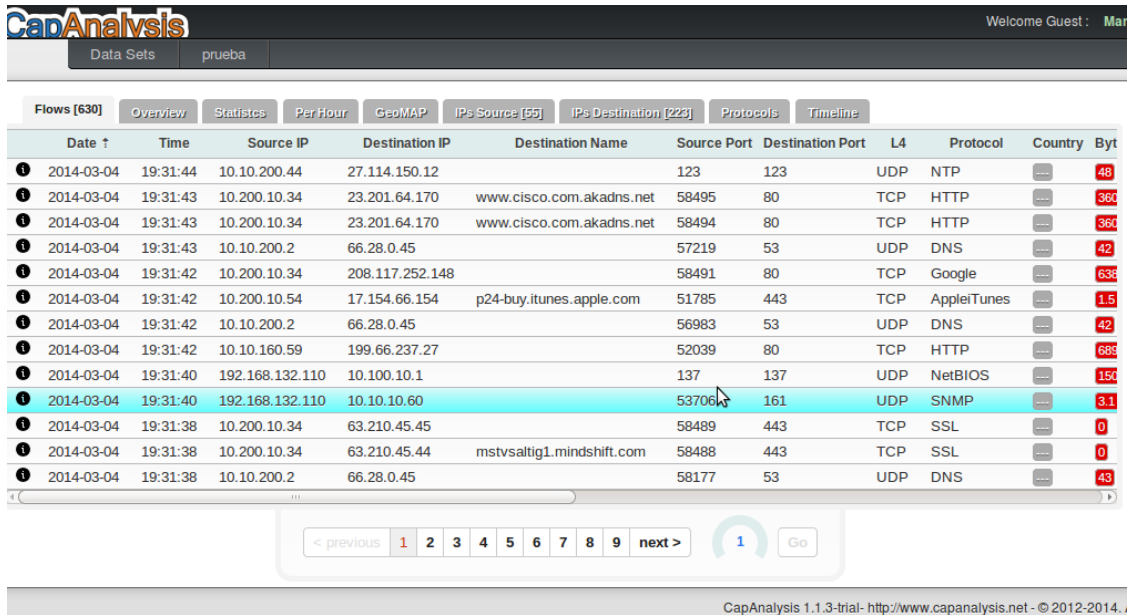 CapAnalysis
Welcome Guest : Mar
Data Sets prueba
Flows [630] Overview Statistcs Per Hour GeoMAP IPs Source [55] IPs Destination [223] Protocols Timeline
Date ↑ Time Source IP Destination IP Destination Name Source Port Destination Port L4 Protocol Country Byt
2014-03-04 19:31:44 10.10.200.44 27.114.150.12 123 123 UDP NTP --- 48
2014-03-04 19:31:43 10.200.10.34 23.201.64.170 www.cisco.com.akadns.net 58495 80 TCP HTTP --- 360
2014-03-04 19:31:43 10.200.10.34 23.201.64.170 www.cisco.com.akadns.net 58494 80 TCP HTTP --- 360
2014-03-04 19:31:43 10.10.200.2 66.28.0.45 57219 53 UDP DNS --- 42
2014-03-04 19:31:42 10.200.10.34 208.117.252.148 58491 80 TCP Google --- 638
2014-03-04 19:31:42 10.200.10.54 17.154.66.154 p24-buy.itunes.apple.com 51785 443 TCP AppleiTunes --- 1.5
2014-03-04 19:31:42 10.10.200.2 66.28.0.45 56983 53 UDP DNS --- 42
2014-03-04 19:31:42 10.10.160.59 199.66.237.27 52039 80 TCP HTTP --- 689
2014-03-04 19:31:40 192.168.132.110 10.100.10.1 137 137 UDP NetBIOS --- 150
2014-03-04 19:31:40 192.168.132.110 10.10.10.60 53706 161 UDP SNMP --- 3.1
2014-03-04 19:31:38 10.200.10.34 63.210.45.45 58489 443 TCP SSL --- 0
2014-03-04 19:31:38 10.200.10.34 63.210.45.44 mstvsaltig1.mindshift.com 58488 443 TCP SSL --- 0
2014-03-04 19:31:38 10.10.200.2 66.28.0.45 58177 53 UDP DNS --- 43
< previous 1 2 3 4 5 6 7 8 9 next > 1 Go
CapAnalysis 1.1.3-trial- http://www.capanalysis.net - © 2012-2014.